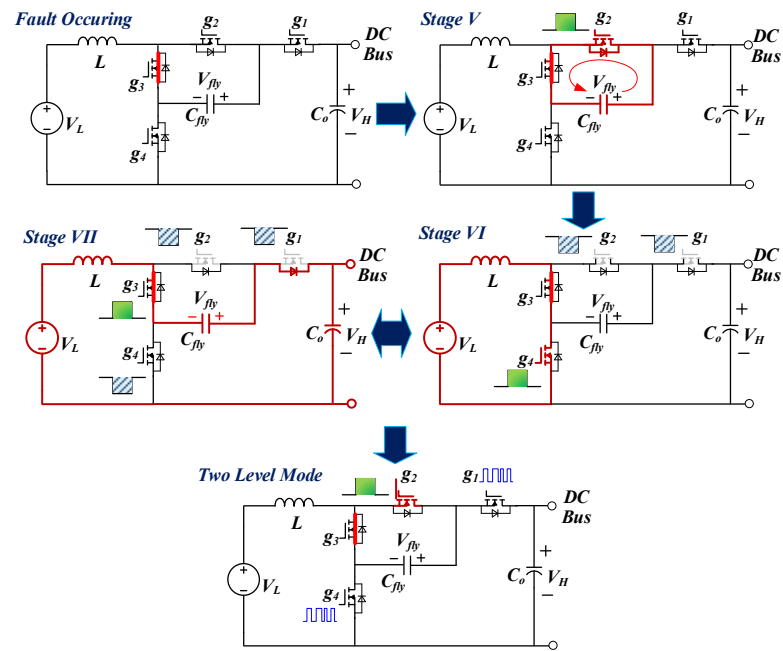 Fault Occuring
g2
g1
DC
Bus
L
g3
Vfly
− +
Cfly
+
Co
VH
−
+
−
VL
g4
Stage V
g2
g1
DC
Bus
L
g3
Vfly
− +
Cfly
+
Co
VH
−
+
−
VL
g4
Stage VII
g2
g1
DC
Bus
L
g3
Vfly
− +
Cfly
+
Co
VH
−
+
−
VL
g4
Stage VI
g2
g1
DC
Bus
L
g3
Vfly
− +
Cfly
+
Co
VH
−
+
−
VL
g4
Two Level Mode
g2
g1
DC
Bus
L
g3
Vfly
− +
Cfly
+
Co
VH
−
+
−
VL
g4